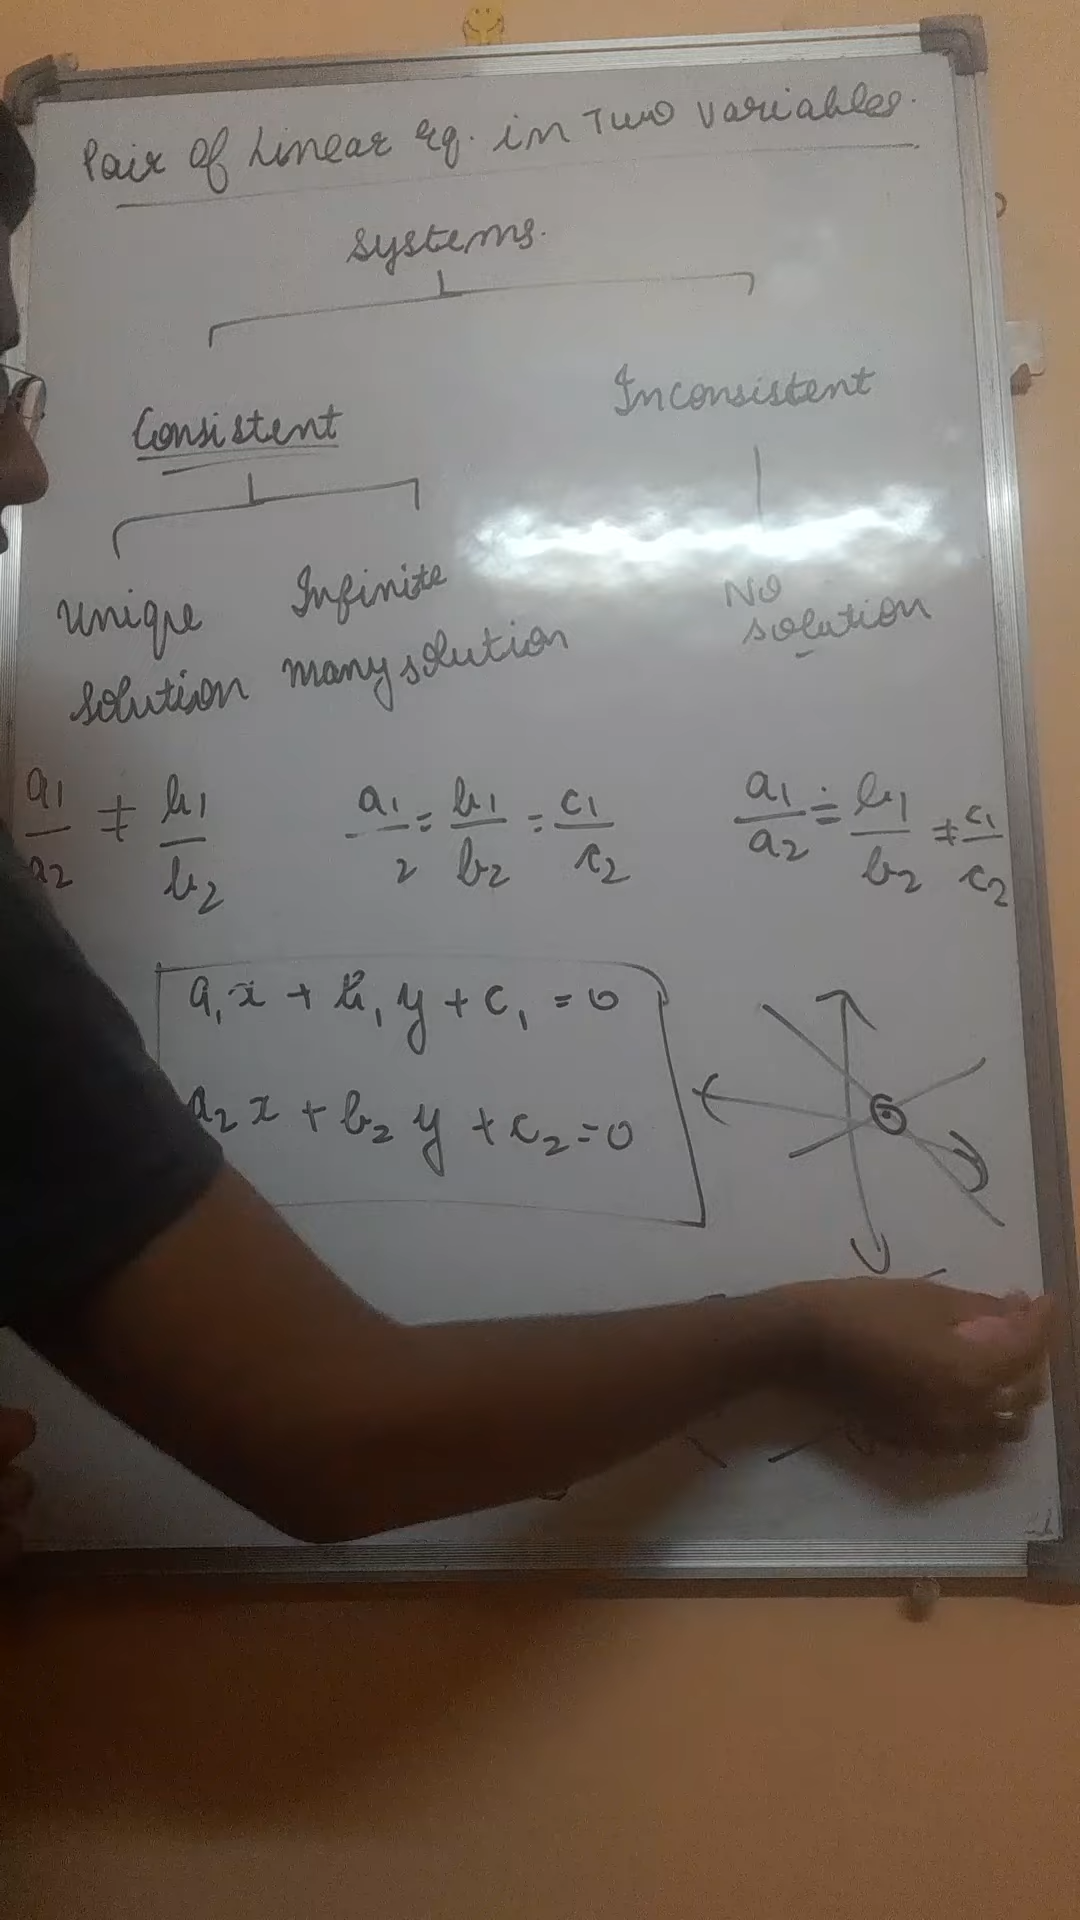 Pair of Linear Eq. in Two variables.
systems.
Consistent Inconsistent
Unique Infinite No
solution many solution solution
a1/a2 ≠ b1/b2 a1/2 = b1/b2 = c1/c2 a1/a2 = b1/b2 ≠ c1/c2
a1x + b1y + c1 = 0
a2x + b2y + c2 = 0